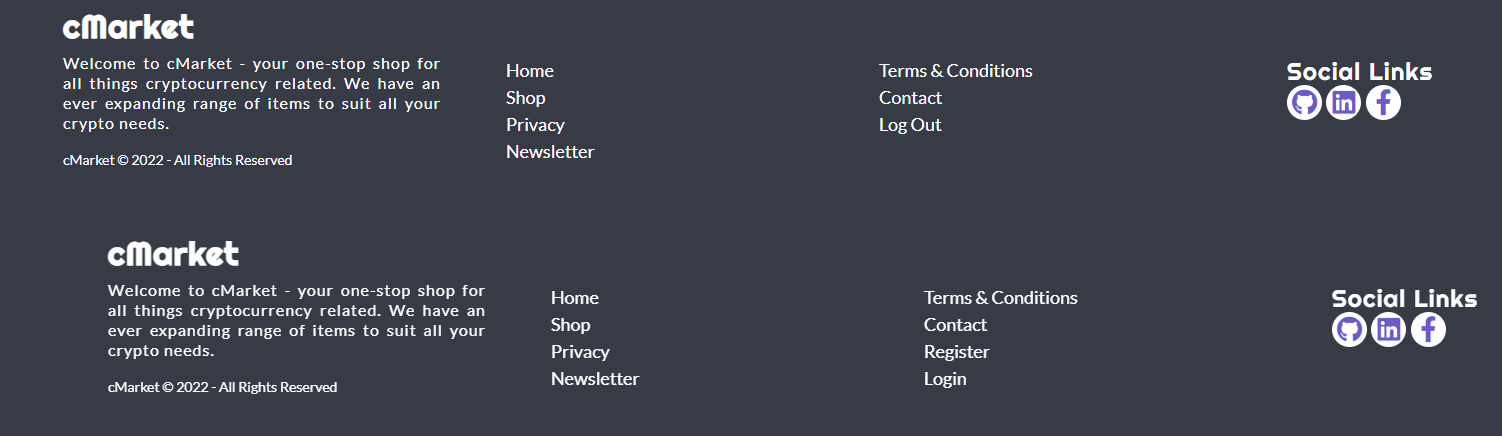 cMarket
Welcome to cMarket - your one-stop shop for
all things cryptocurrency related. We have an
ever expanding range of items to suit all your
crypto needs.
cMarket © 2022 - All Rights Reserved
Home
Shop
Privacy
Newsletter
Terms & Conditions
Contact
Log Out
Social Links
in
f
cMarket
Welcome to cMarket - your one-stop shop for
all things cryptocurrency related. We have an
ever expanding range of items to suit all your
crypto needs.
cMarket © 2022 - All Rights Reserved
Home
Shop
Privacy
Newsletter
Terms & Conditions
Contact
Register
Login
Social Links
in
f